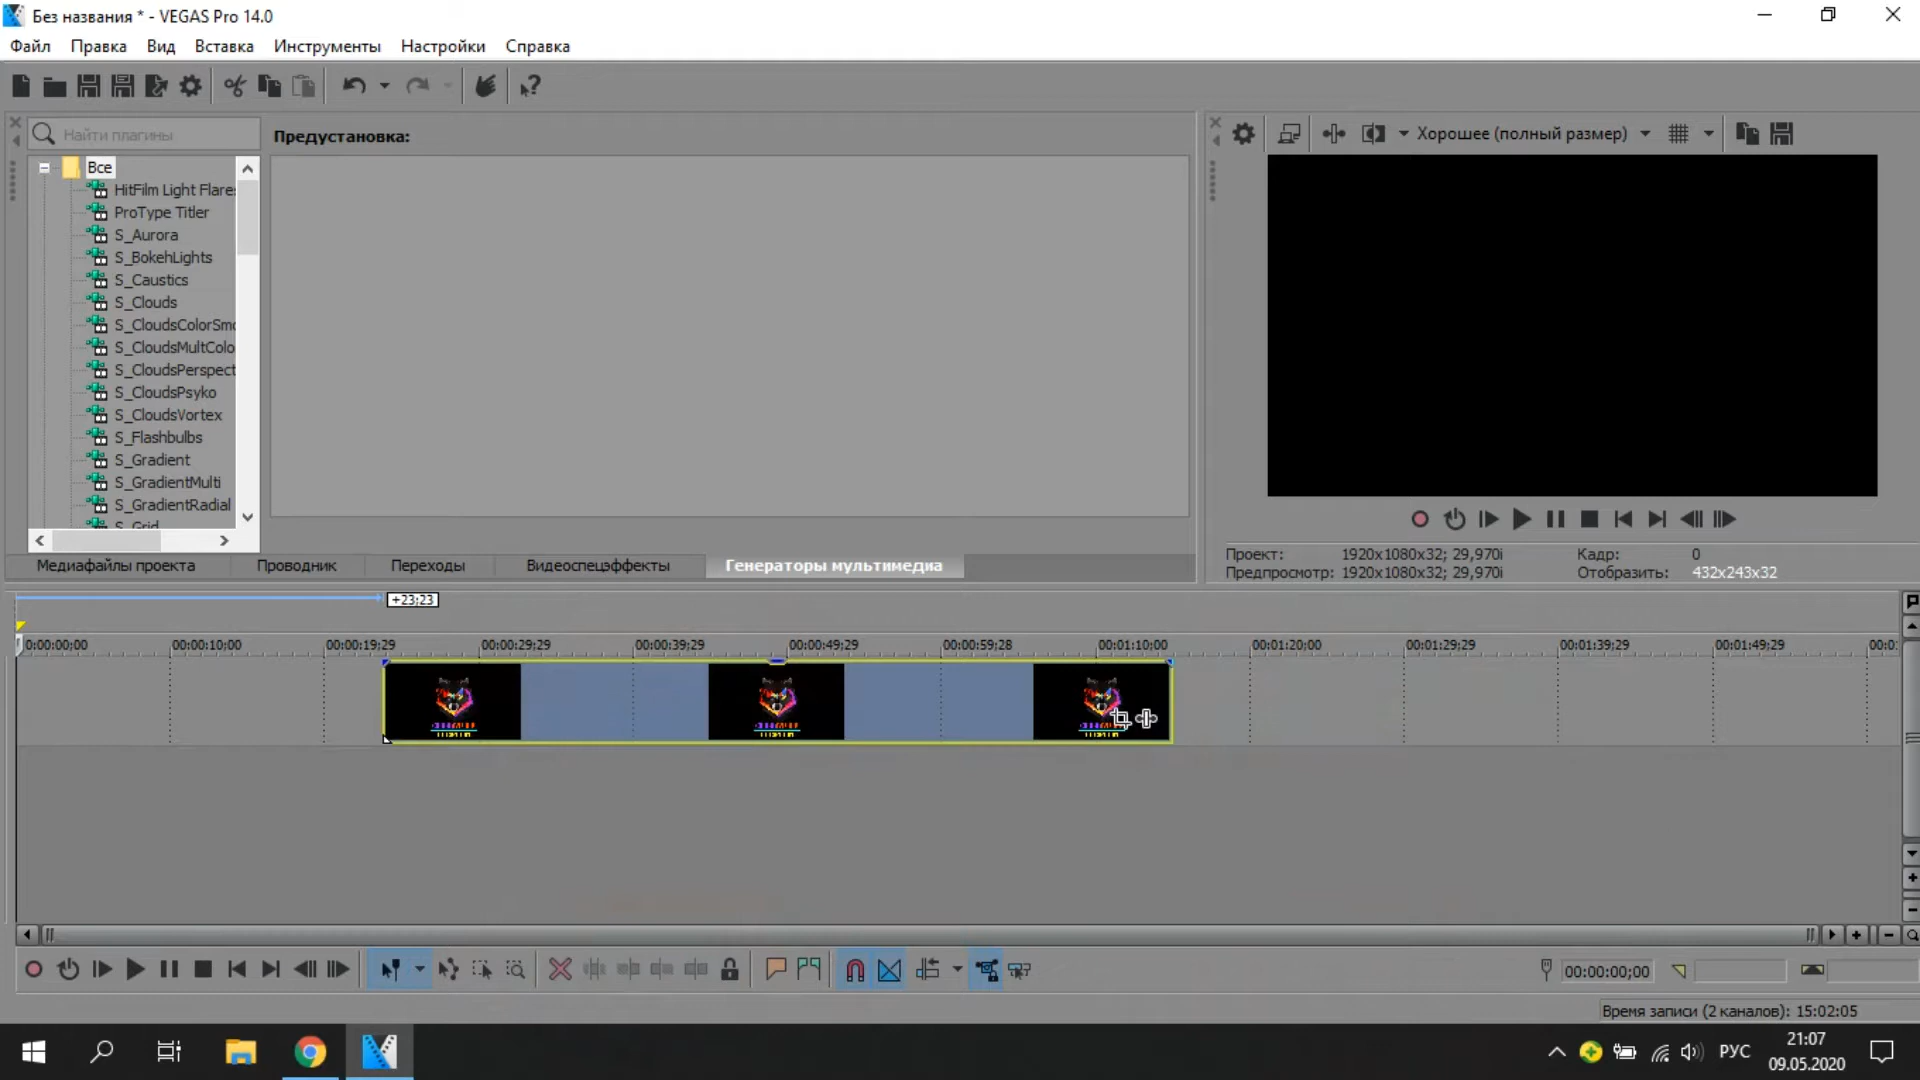 Без названия * - VEGAS Pro 14.0
Файл Правка Вид Вставка Инструменты Настройки Справка
Найти плагины
Предустановка:
Хорошее (полный размер)
Все
HitFilm Light Flare
ProType Titler
S_Aurora
S_BokehLights
S_Caustics
S_Clouds
S_CloudsColorSm
S_CloudsMultColo
S_CloudsPerspect
S_CloudsPsyko
S_CloudsVortex
S_Flashbulbs
S_Gradient
S_GradientMulti
S_GradientRadial
S_Grid
Медиафайлы проекта Проводник Переходы Видеоспецэффекты Генераторы мультимедиа
Проект: 1920x1080x32; 29,970i Кадр: 0
Предпросмотр: 1920x1080x32; 29,970i Отобразить: 432x243x32
+23;23
0:00:00;00 00:00:10;00 00:00:19;29 00:00:29;29 00:00:39;29 00:00:49;29 00:00:59;28 00:01:10;00 00:01:20;00 00:01:29;29 00:01:39;29 00:01:49;29 00:0
00:00:00;00
Время записи (2 каналов): 15:02:05
РУС
21:07
09.05.2020